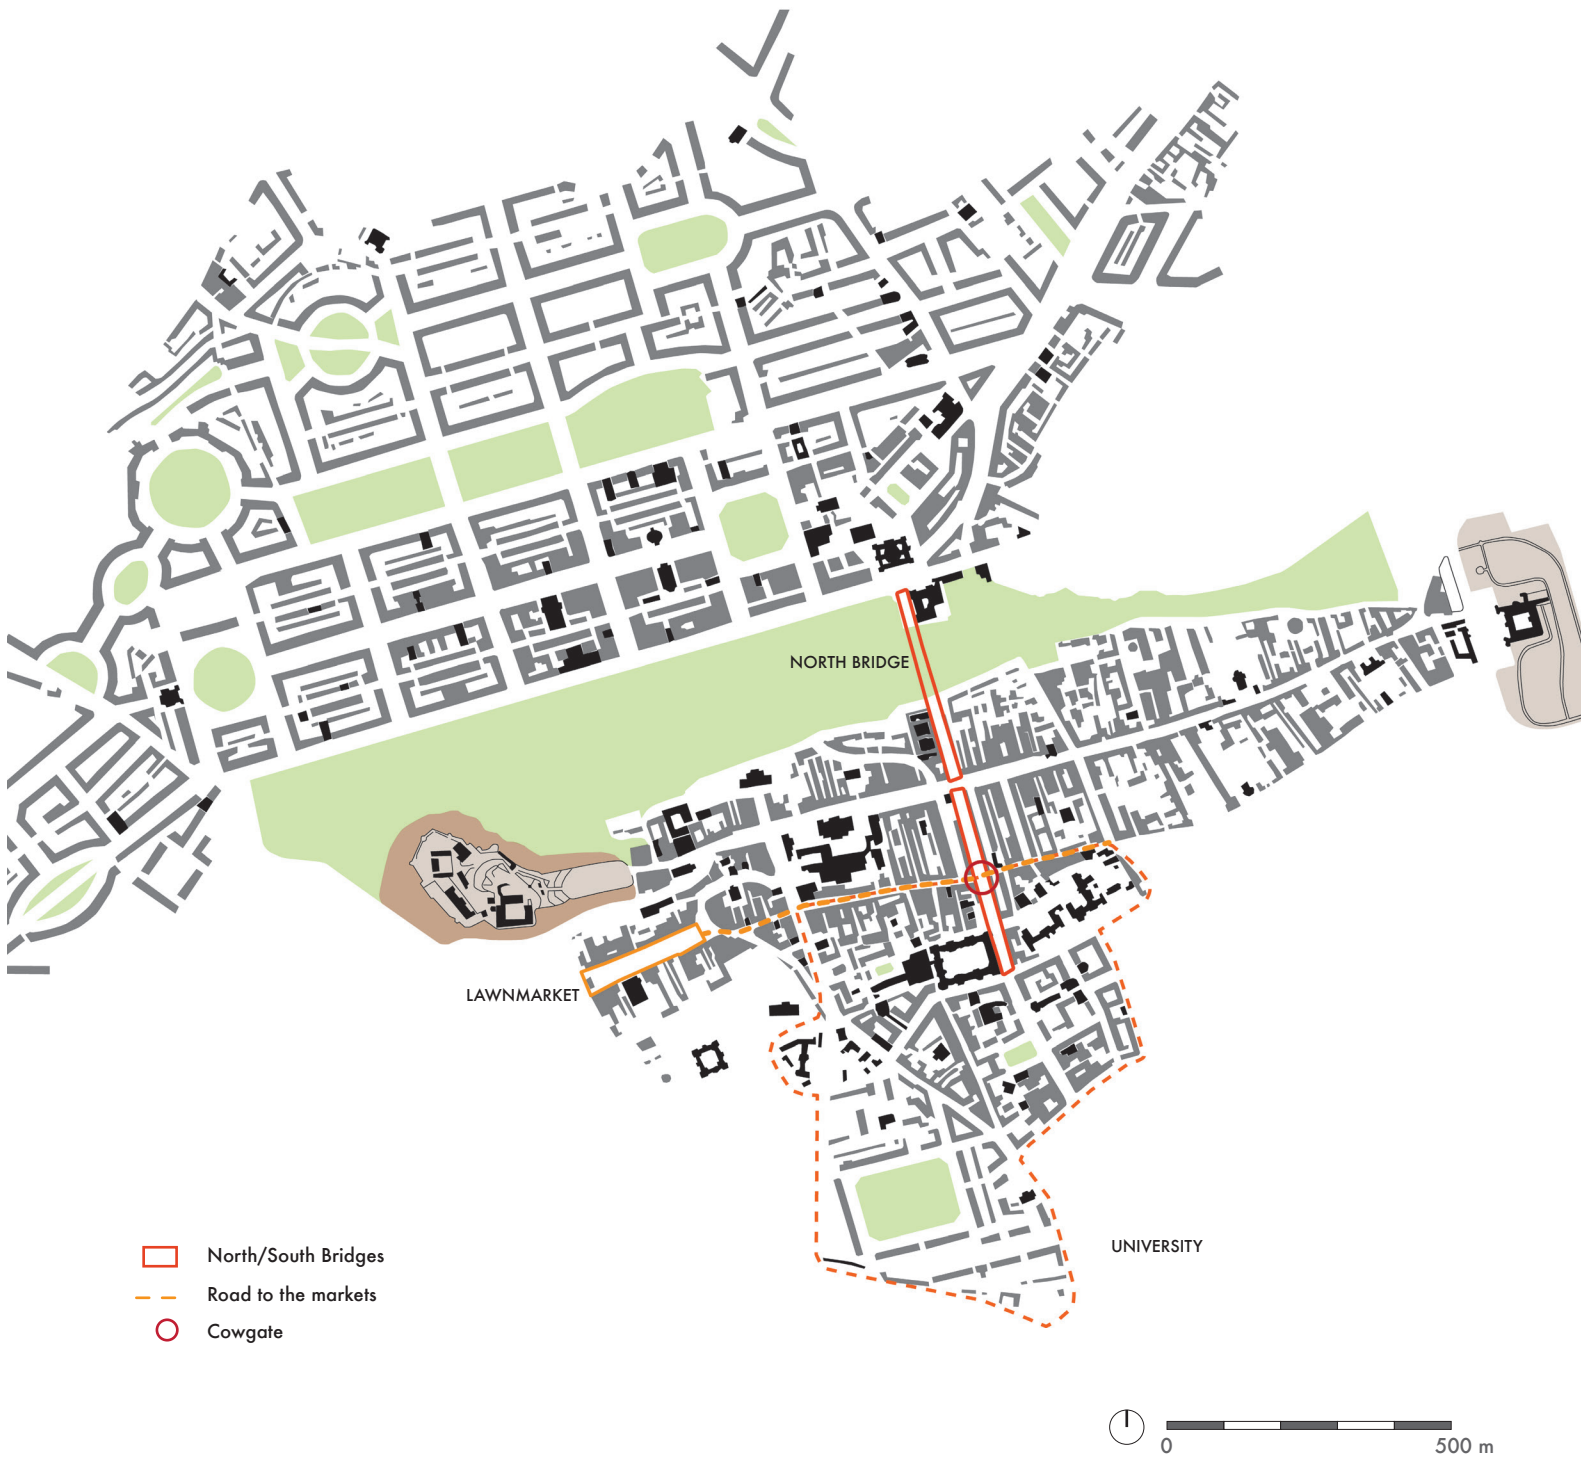 NORTH BRIDGE
LAWNMARKET
UNIVERSITY
North/South Bridges
Road to the markets
Cowgate
0
500 m